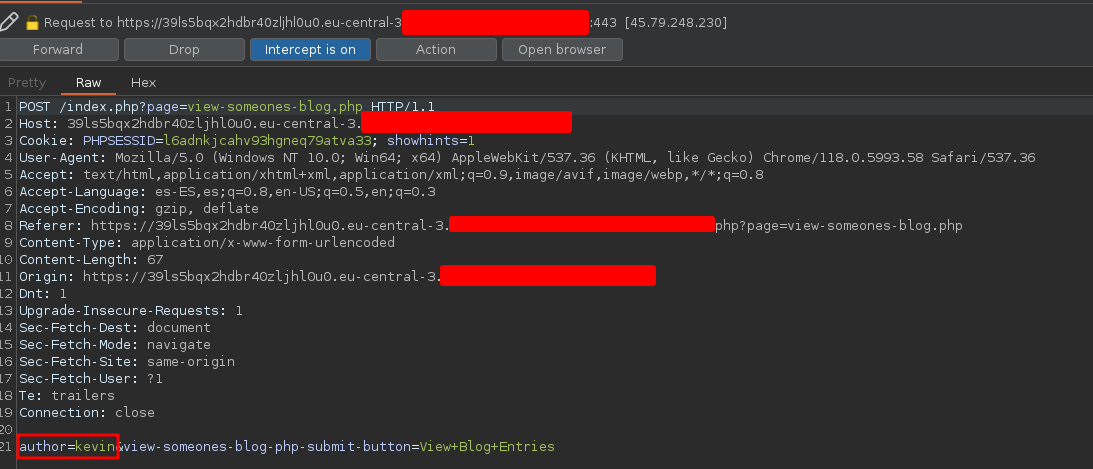 Request to https://39ls5bqx2hdbr40zljhl0u0.eu-central-3 :443 [45.79.248.230]
Forward Drop Intercept is on Action Open browser
Pretty Raw Hex
1 POST /index.php?page=view-someones-blog.php HTTP/1.1
2 Host: 39ls5bqx2hdbr40zljhl0u0.eu-central-3.
3 Cookie: PHPSESSID=l6adnkjcahv93hgneq79atva33; showhints=1
4 User-Agent: Mozilla/5.0 (Windows NT 10.0; Win64; x64) AppleWebKit/537.36 (KHTML, like Gecko) Chrome/118.0.5993.58 Safari/537.36
5 Accept: text/html,application/xhtml+xml,application/xml;q=0.9,image/avif,image/webp,*/*;q=0.8
6 Accept-Language: es-ES,es;q=0.8,en-US;q=0.5,en;q=0.3
7 Accept-Encoding: gzip, deflate
8 Referer: https://39ls5bqx2hdbr40zljhl0u0.eu-central-3. php?page=view-someones-blog.php
9 Content-Type: application/x-www-form-urlencoded
10 Content-Length: 67
11 Origin: https://39ls5bqx2hdbr40zljhl0u0.eu-central-3.
12 Dnt: 1
13 Upgrade-Insecure-Requests: 1
14 Sec-Fetch-Dest: document
15 Sec-Fetch-Mode: navigate
16 Sec-Fetch-Site: same-origin
17 Sec-Fetch-User: ?1
18 Te: trailers
19 Connection: close
20
21 author=kevin&view-someones-blog-php-submit-button=View+Blog+Entries